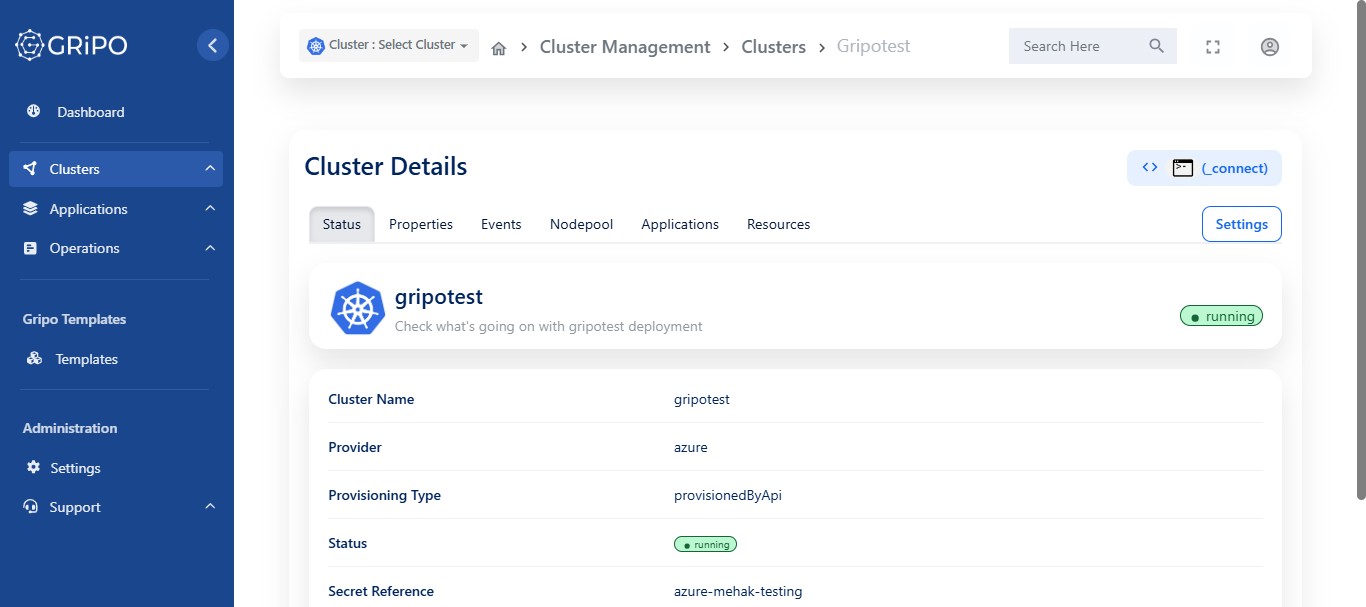 GRIPO
Cluster : Select Cluster
Cluster Management
Clusters
Gripotest
Search Here
Dashboard
Clusters
Applications
Operations
Gripo Templates
Templates
Administration
Settings
Support
Cluster Details
(_connect)
Status
Properties
Events
Nodepool
Applications
Resources
Settings
gripotest
Check what's going on with gripotest deployment
running
Cluster Name gripotest
Provider azure
Provisioning Type provisionedByApi
Status running
Secret Reference azure-mehak-testing